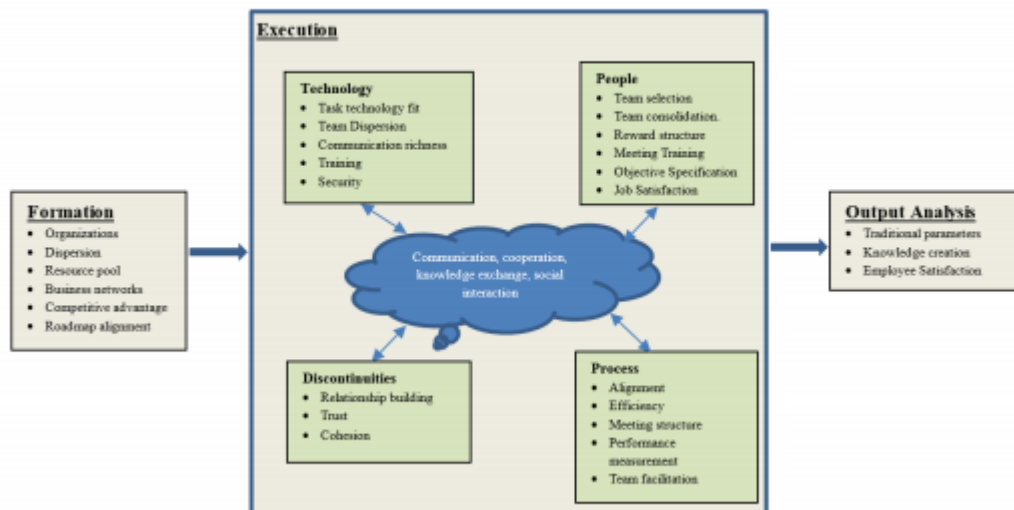 Execution
Technology
• Task technology fit
• Team Dispersion
• Communication richness
• Training
• Security
People
• Team selection
• Team consolidation.
• Reward structure
• Meeting Training
• Objective Specification
• Job Satisfaction
Formation
• Organizations
• Dispersion
• Resource pool
• Business networks
• Competitive advantage
• Roadmap alignment
Communication, cooperation,
knowledge exchange, social
interaction
Output Analysis
• Traditional parameters
• Knowledge creation
• Employee Satisfaction
Discontinuities
• Relationship building
• Trust
• Cohesion
Process
• Alignment
• Efficiency
• Meeting structure
• Performance
measurement
• Team facilitation